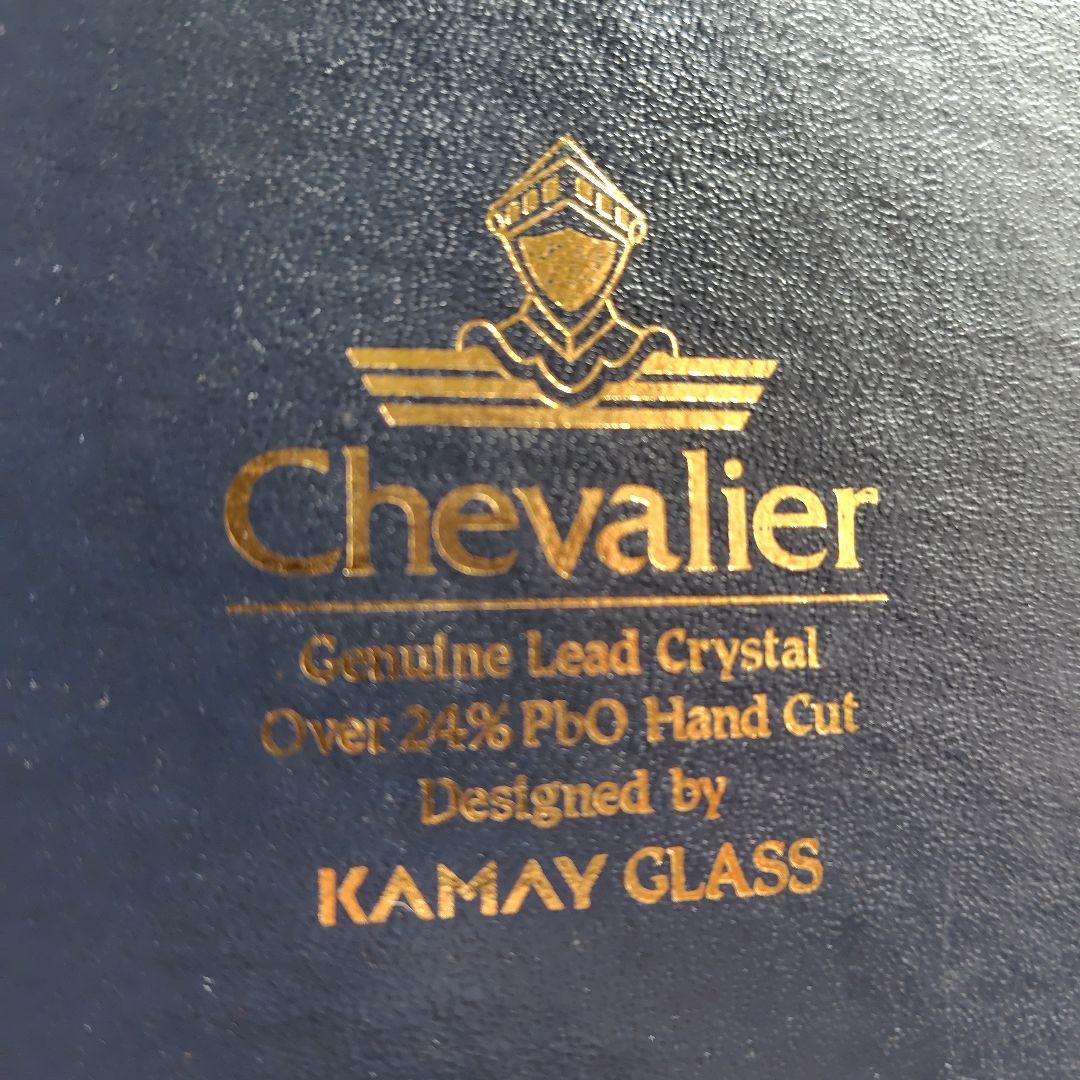 Chevalier
Genuine Lead Crystal
Over 24% PbO Hand Cut
Designed by
KAMAY GLASS